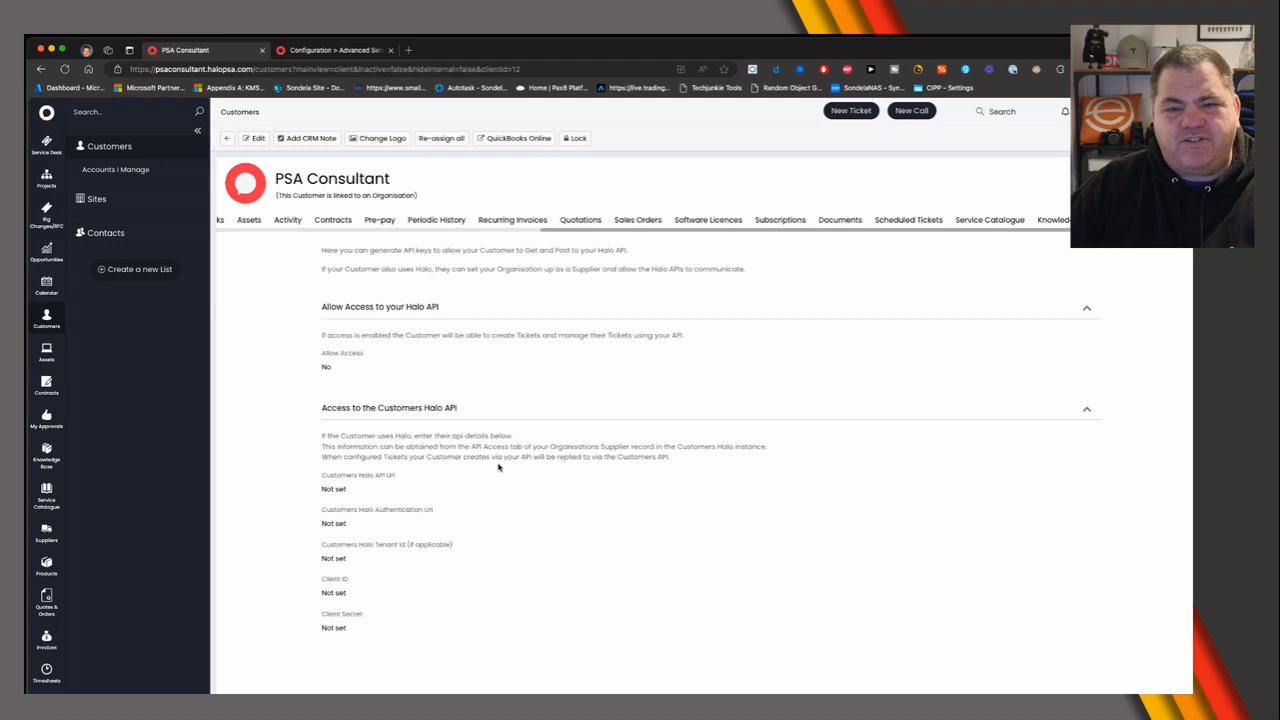 PSA Consultant
Configuration > Advanced Set
https://psaconsultant.halopsa.com/customers?mainview=client&inactive=false&hideinternal=false&clientid=12
Dashboard - Micr...
Microsoft Partner...
Appendix A: KMS...
Sondela Site - Do...
https://www.smal...
Autotask - Sondel...
Home | Pax8 Platf...
https://live.trading...
Techjunkie Tools
Random Object G...
SondelaNAS - Syn...
CIPP - Settings
Search...
Customers
New Ticket
New Call
Search
Service Desk
Customers
Accounts I Manage
Sites
Contacts
Create a new List
Projects
Big
Changes/RFC
Opportunities
Calendar
Customers
Assets
Contracts
My Approvals
Knowledge
Base
Service
Catalogue
Suppliers
Products
Quotes &
Orders
Invoices
Timesheets
Edit
Add CRM Note
Change Logo
Re-assign all
QuickBooks Online
Lock
PSA Consultant
(This Customer is linked to an Organisation)
ks
Assets
Activity
Contracts
Pre-pay
Periodic History
Recurring Invoices
Quotations
Sales Orders
Software Licences
Subscriptions
Documents
Scheduled Tickets
Service Catalogue
Knowled
Here you can generate API keys to allow your Customer to Get and Post to your Halo API.
If your Customer also uses Halo, they can set your Organisation up as a Supplier and allow the Halo APIs to communicate.
Allow Access to your Halo API
If access is enabled the Customer will be able to create Tickets and manage their Tickets using your API.
Allow Access
No
Access to the Customers Halo API
If the Customer uses Halo, enter their api details below.
This information can be obtained from the API Access tab of your Organisations Supplier record in the Customers Halo instance.
When configured Tickets your Customer creates via your API will be replied to via the Customers API.
Customers Halo API Url
Not set
Customers Halo Authentication Url
Not set
Customers Halo Tenant Id (if applicable)
Not set
Client ID
Not set
Client Secret
Not set